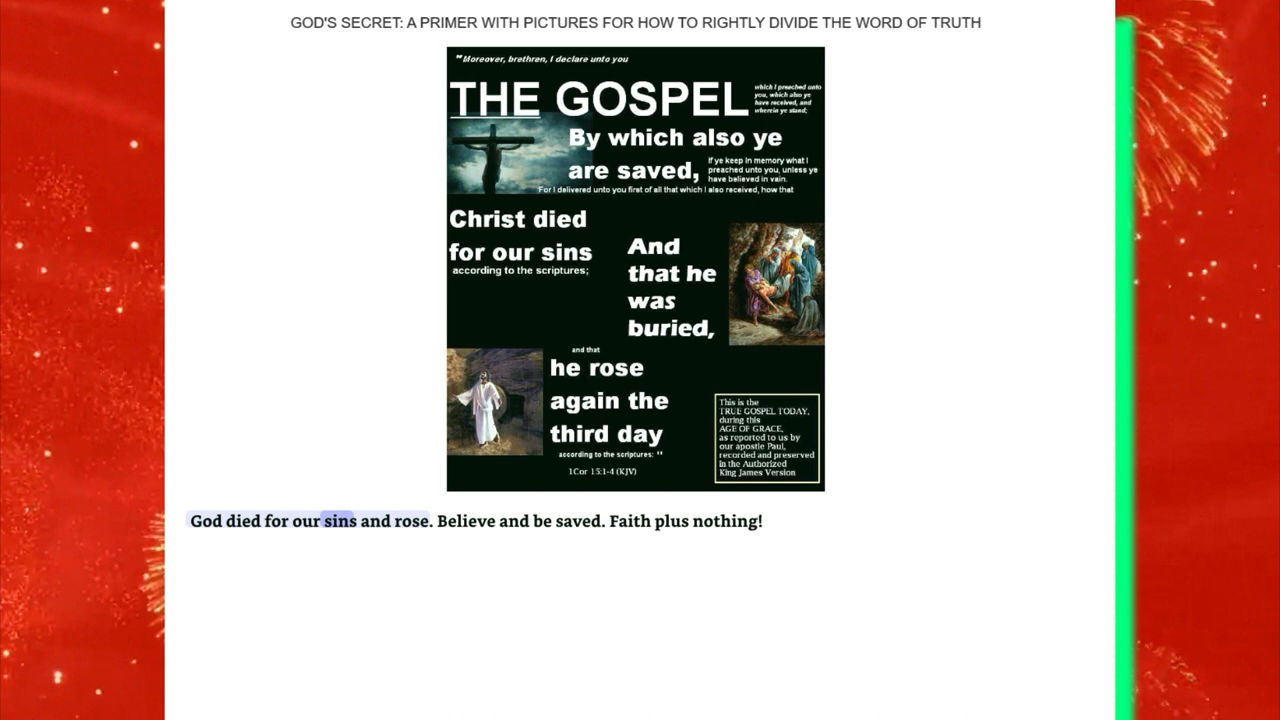 GOD'S SECRET: A PRIMER WITH PICTURES FOR HOW TO RIGHTLY DIVIDE THE WORD OF TRUTH
"Moreover, brethren, I declare unto you
THE GOSPEL
which I preached unto
you, which also ye
have received, and
wherein ye stand;
By which also ye
are saved,
If ye keep in memory what I
preached unto you, unless ye
have believed in vain.
For I delivered unto you first of all that which I also received, how that
Christ died
for our sins
according to the scriptures;
And
that he
was
buried,
and that
he rose
again the
third day
according to the scriptures: "
1Cor 15:1-4 (KJV)
This is the
TRUE GOSPEL TODAY,
during this
AGE OF GRACE,
as reported to us by
our apostle Paul,
recorded and preserved
in the Authorized
King James Version
God died for our sins and rose. Believe and be saved. Faith plus nothing!